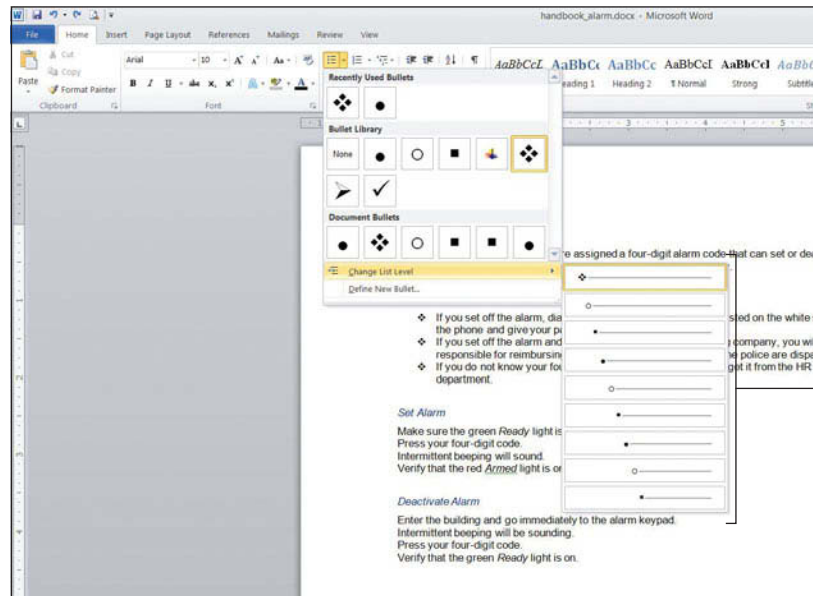 handbook_alarm.docx - Microsoft Word
File Home Insert Page Layout References Mailings Review View
Cut
Copy
Format Painter
Paste
Arial 10
Clipboard Font
AaBbCcL AaBbCc AaBbCc AaBbCcI AaBbCcI AaBbC
eading 1 Heading 2 ¶ Normal Strong Subtitle
Recently Used Bullets
Bullet Library
None
Document Bullets
Change List Level
Define New Bullet...
re assigned a four-digit alarm code that can set or dea
If you set off the alarm, dia sted on the white
the phone and give your pa
If you set off the alarm and company, you wi
responsible for reimbursing e police are dispa
If you do not know your fou get it from the HR
department.
Set Alarm
Make sure the green Ready light is
Press your four-digit code.
Intermittent beeping will sound.
Verify that the red Armed light is on
Deactivate Alarm
Enter the building and go immediately to the alarm keypad.
Intermittent beeping will be sounding.
Press your four-digit code.
Verify that the green Ready light is on.